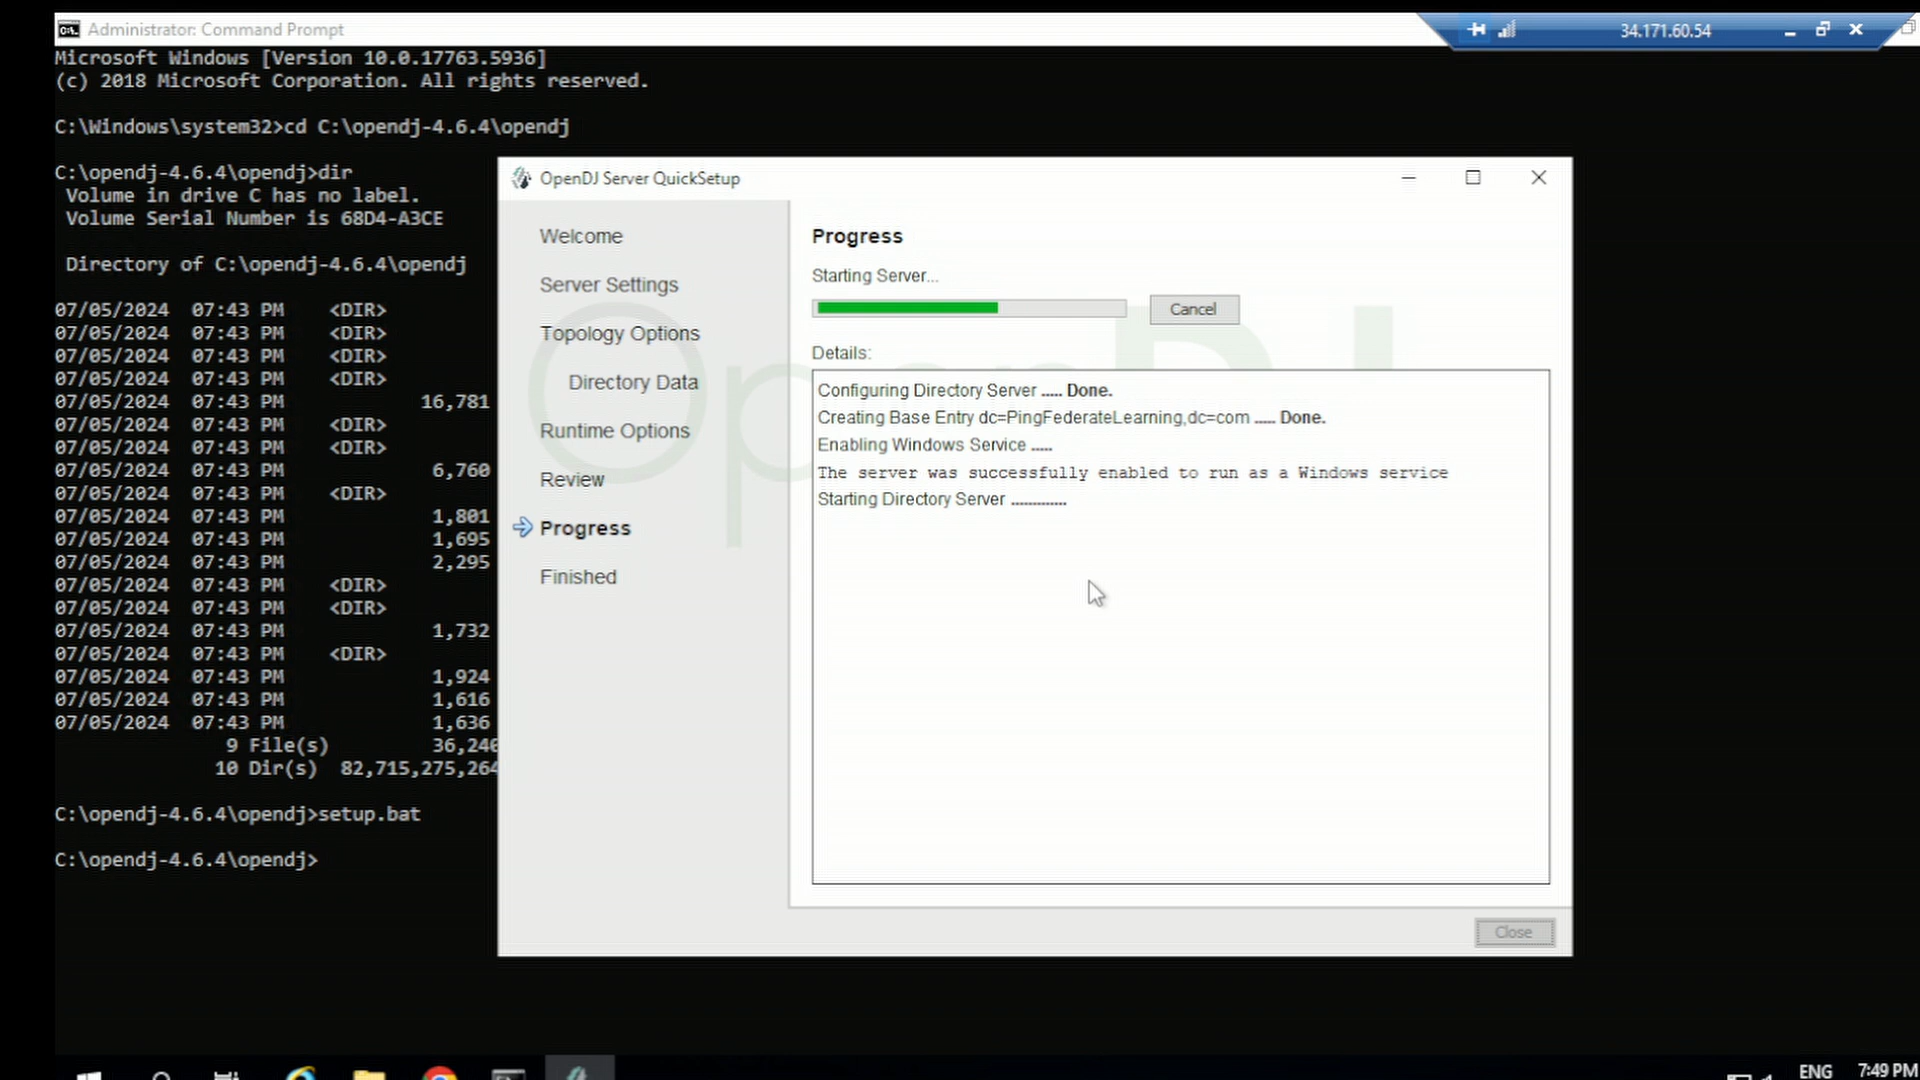 Administrator: Command Prompt
34.171.60.54
Microsoft Windows [Version 10.0.17763.5936]
(c) 2018 Microsoft Corporation. All rights reserved.
C:\Windows\system32>cd C:\opendj-4.6.4\opendj
C:\opendj-4.6.4\opendj>dir
Volume in drive C has no label.
Volume Serial Number is 68D4-A3CE
Directory of C:\opendj-4.6.4\opendj
07/05/2024 07:43 PM <DIR>
07/05/2024 07:43 PM <DIR>
07/05/2024 07:43 PM <DIR>
07/05/2024 07:43 PM <DIR>
07/05/2024 07:43 PM 16,781
07/05/2024 07:43 PM <DIR>
07/05/2024 07:43 PM <DIR>
07/05/2024 07:43 PM 6,760
07/05/2024 07:43 PM <DIR>
07/05/2024 07:43 PM 1,801
07/05/2024 07:43 PM 1,695
07/05/2024 07:43 PM 2,295
07/05/2024 07:43 PM <DIR>
07/05/2024 07:43 PM <DIR>
07/05/2024 07:43 PM 1,732
07/05/2024 07:43 PM <DIR>
07/05/2024 07:43 PM 1,924
07/05/2024 07:43 PM 1,616
07/05/2024 07:43 PM 1,636
9 File(s) 36,240
10 Dir(s) 82,715,275,264
C:\opendj-4.6.4\opendj>setup.bat
C:\opendj-4.6.4\opendj>
OpenDJ Server QuickSetup
Welcome
Server Settings
Topology Options
Directory Data
Runtime Options
Review
Progress
Finished
OpenDJ
Progress
Starting Server...
Cancel
Details:
Configuring Directory Server ..... Done.
Creating Base Entry dc=PingFederateLearning,dc=com ..... Done.
Enabling Windows Service .....
The server was successfully enabled to run as a Windows service
Starting Directory Server .............
Close
ENG
7:49 PM